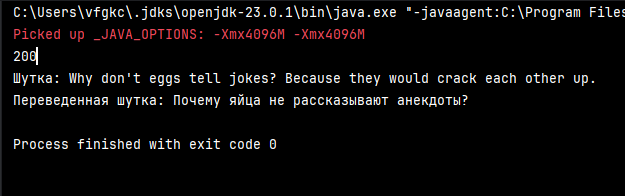 C:\Users\vfgkc\.jdks\openjdk-23.0.1\bin\java.exe "-javaagent:C:\Program Files
Picked up _JAVA_OPTIONS: -Xmx4096M -Xmx4096M
200
Шутка: Why don't eggs tell jokes? Because they would crack each other up.
Переведенная шутка: Почему яйца не рассказывают анекдоты?
Process finished with exit code 0